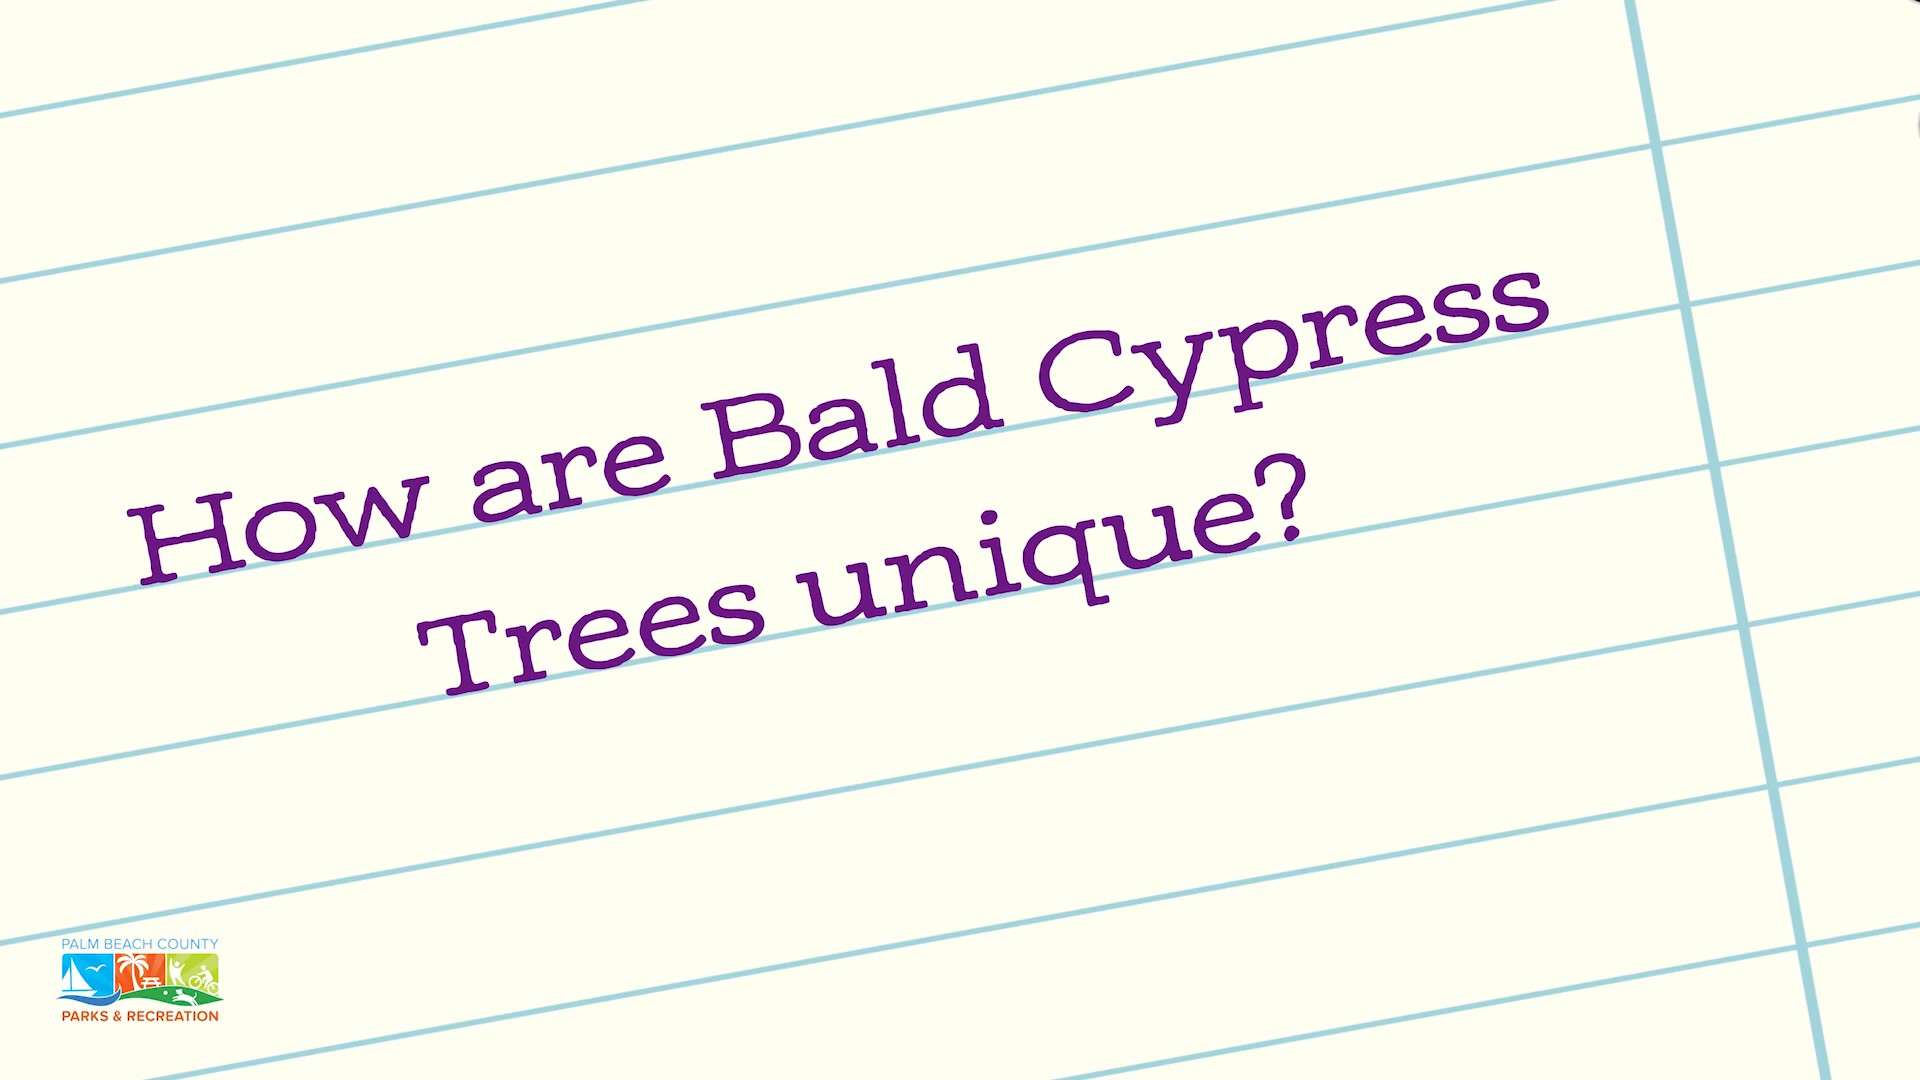 How are Bald Cypress
Trees unique?
PALM BEACH COUNTY
PARKS & RECREATION